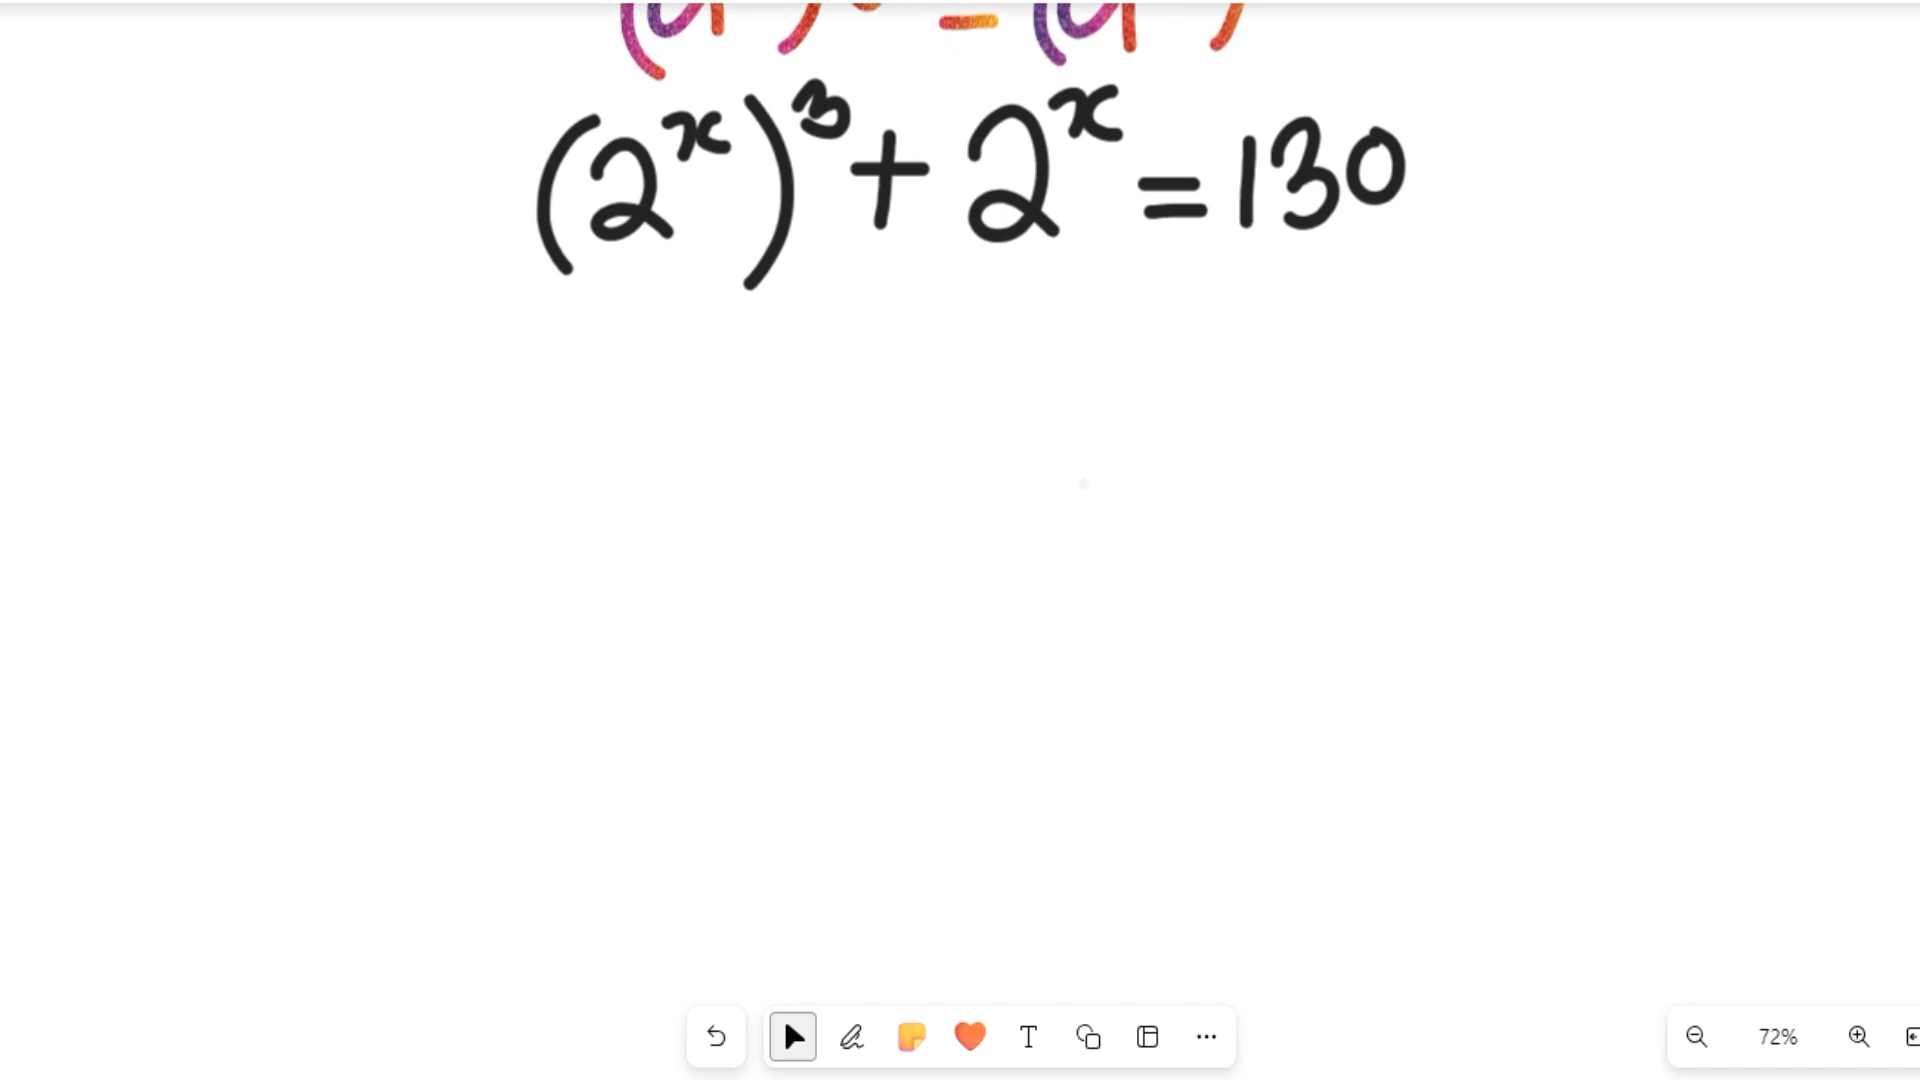 (2^x)^3 + 2^x = 130
T
72%